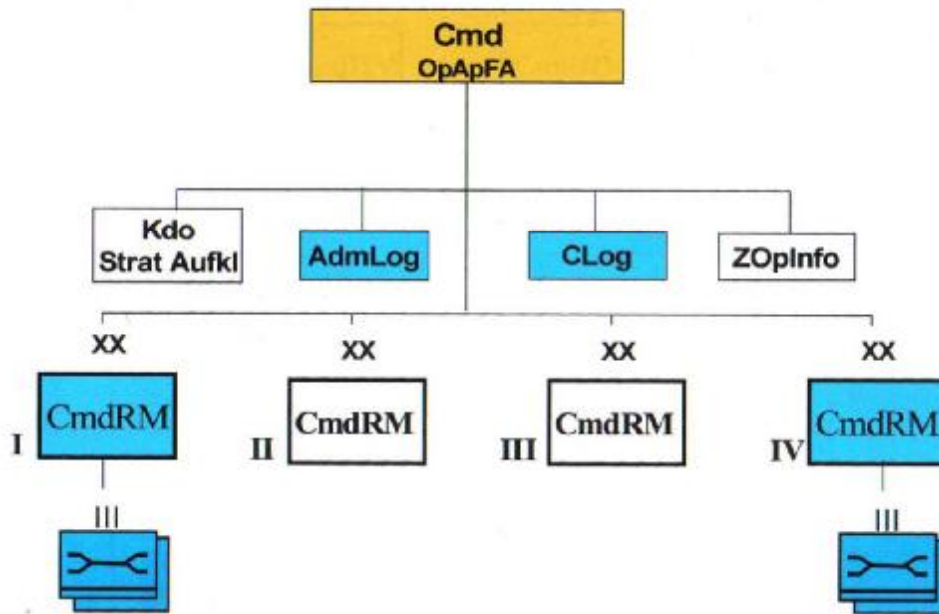 Cmd
OpApFA
Kdo
Strat Aufkl
AdmLog
CLog
ZOpInfo
XX
XX
XX
XX
CmdRM
CmdRM
CmdRM
CmdRM
I
II
III
IV
III
III